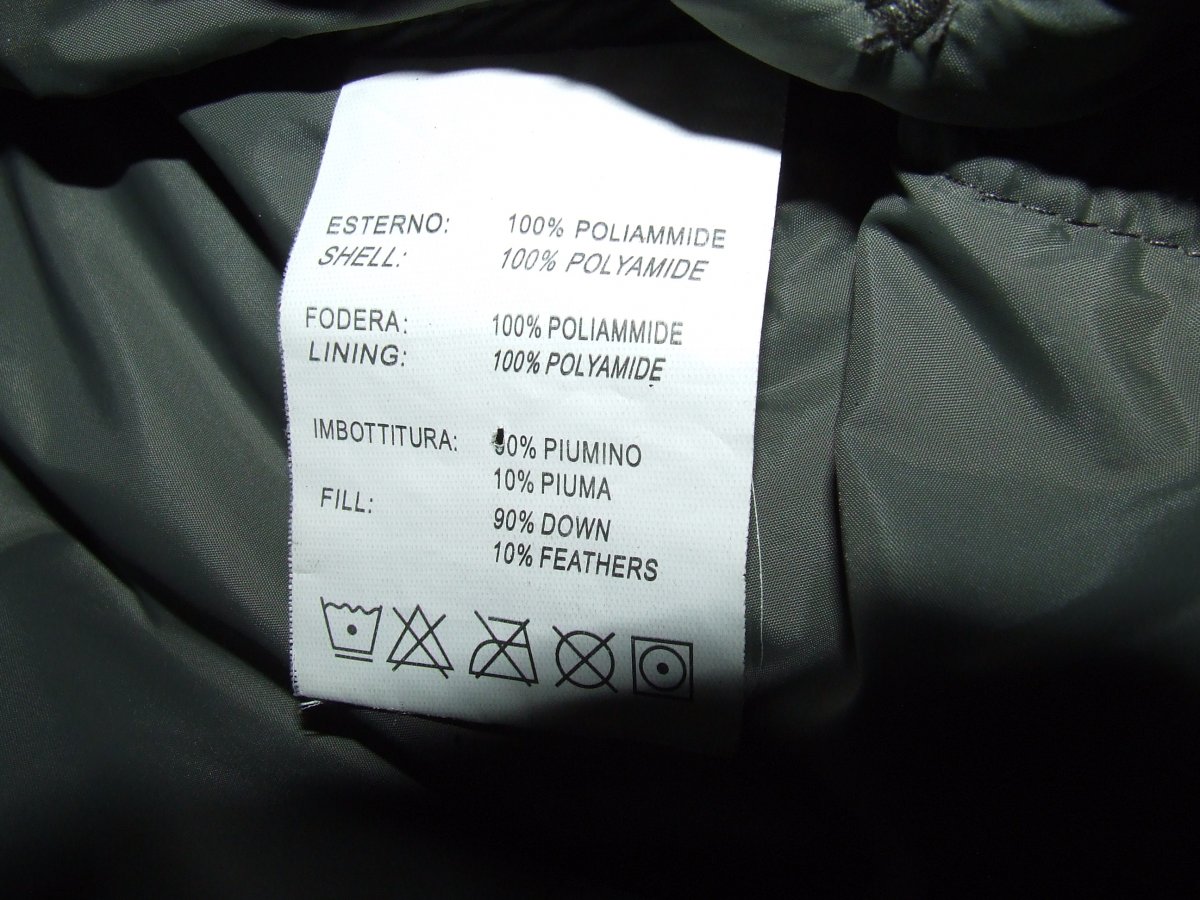 ESTERNO: 100% POLIAMMIDE
SHELL: 100% POLYAMIDE
FODERA: 100% POLIAMMIDE
LINING: 100% POLYAMIDE
IMBOTTITURA: 90% PIUMINO
10% PIUMA
FILL: 90% DOWN
10% FEATHERS